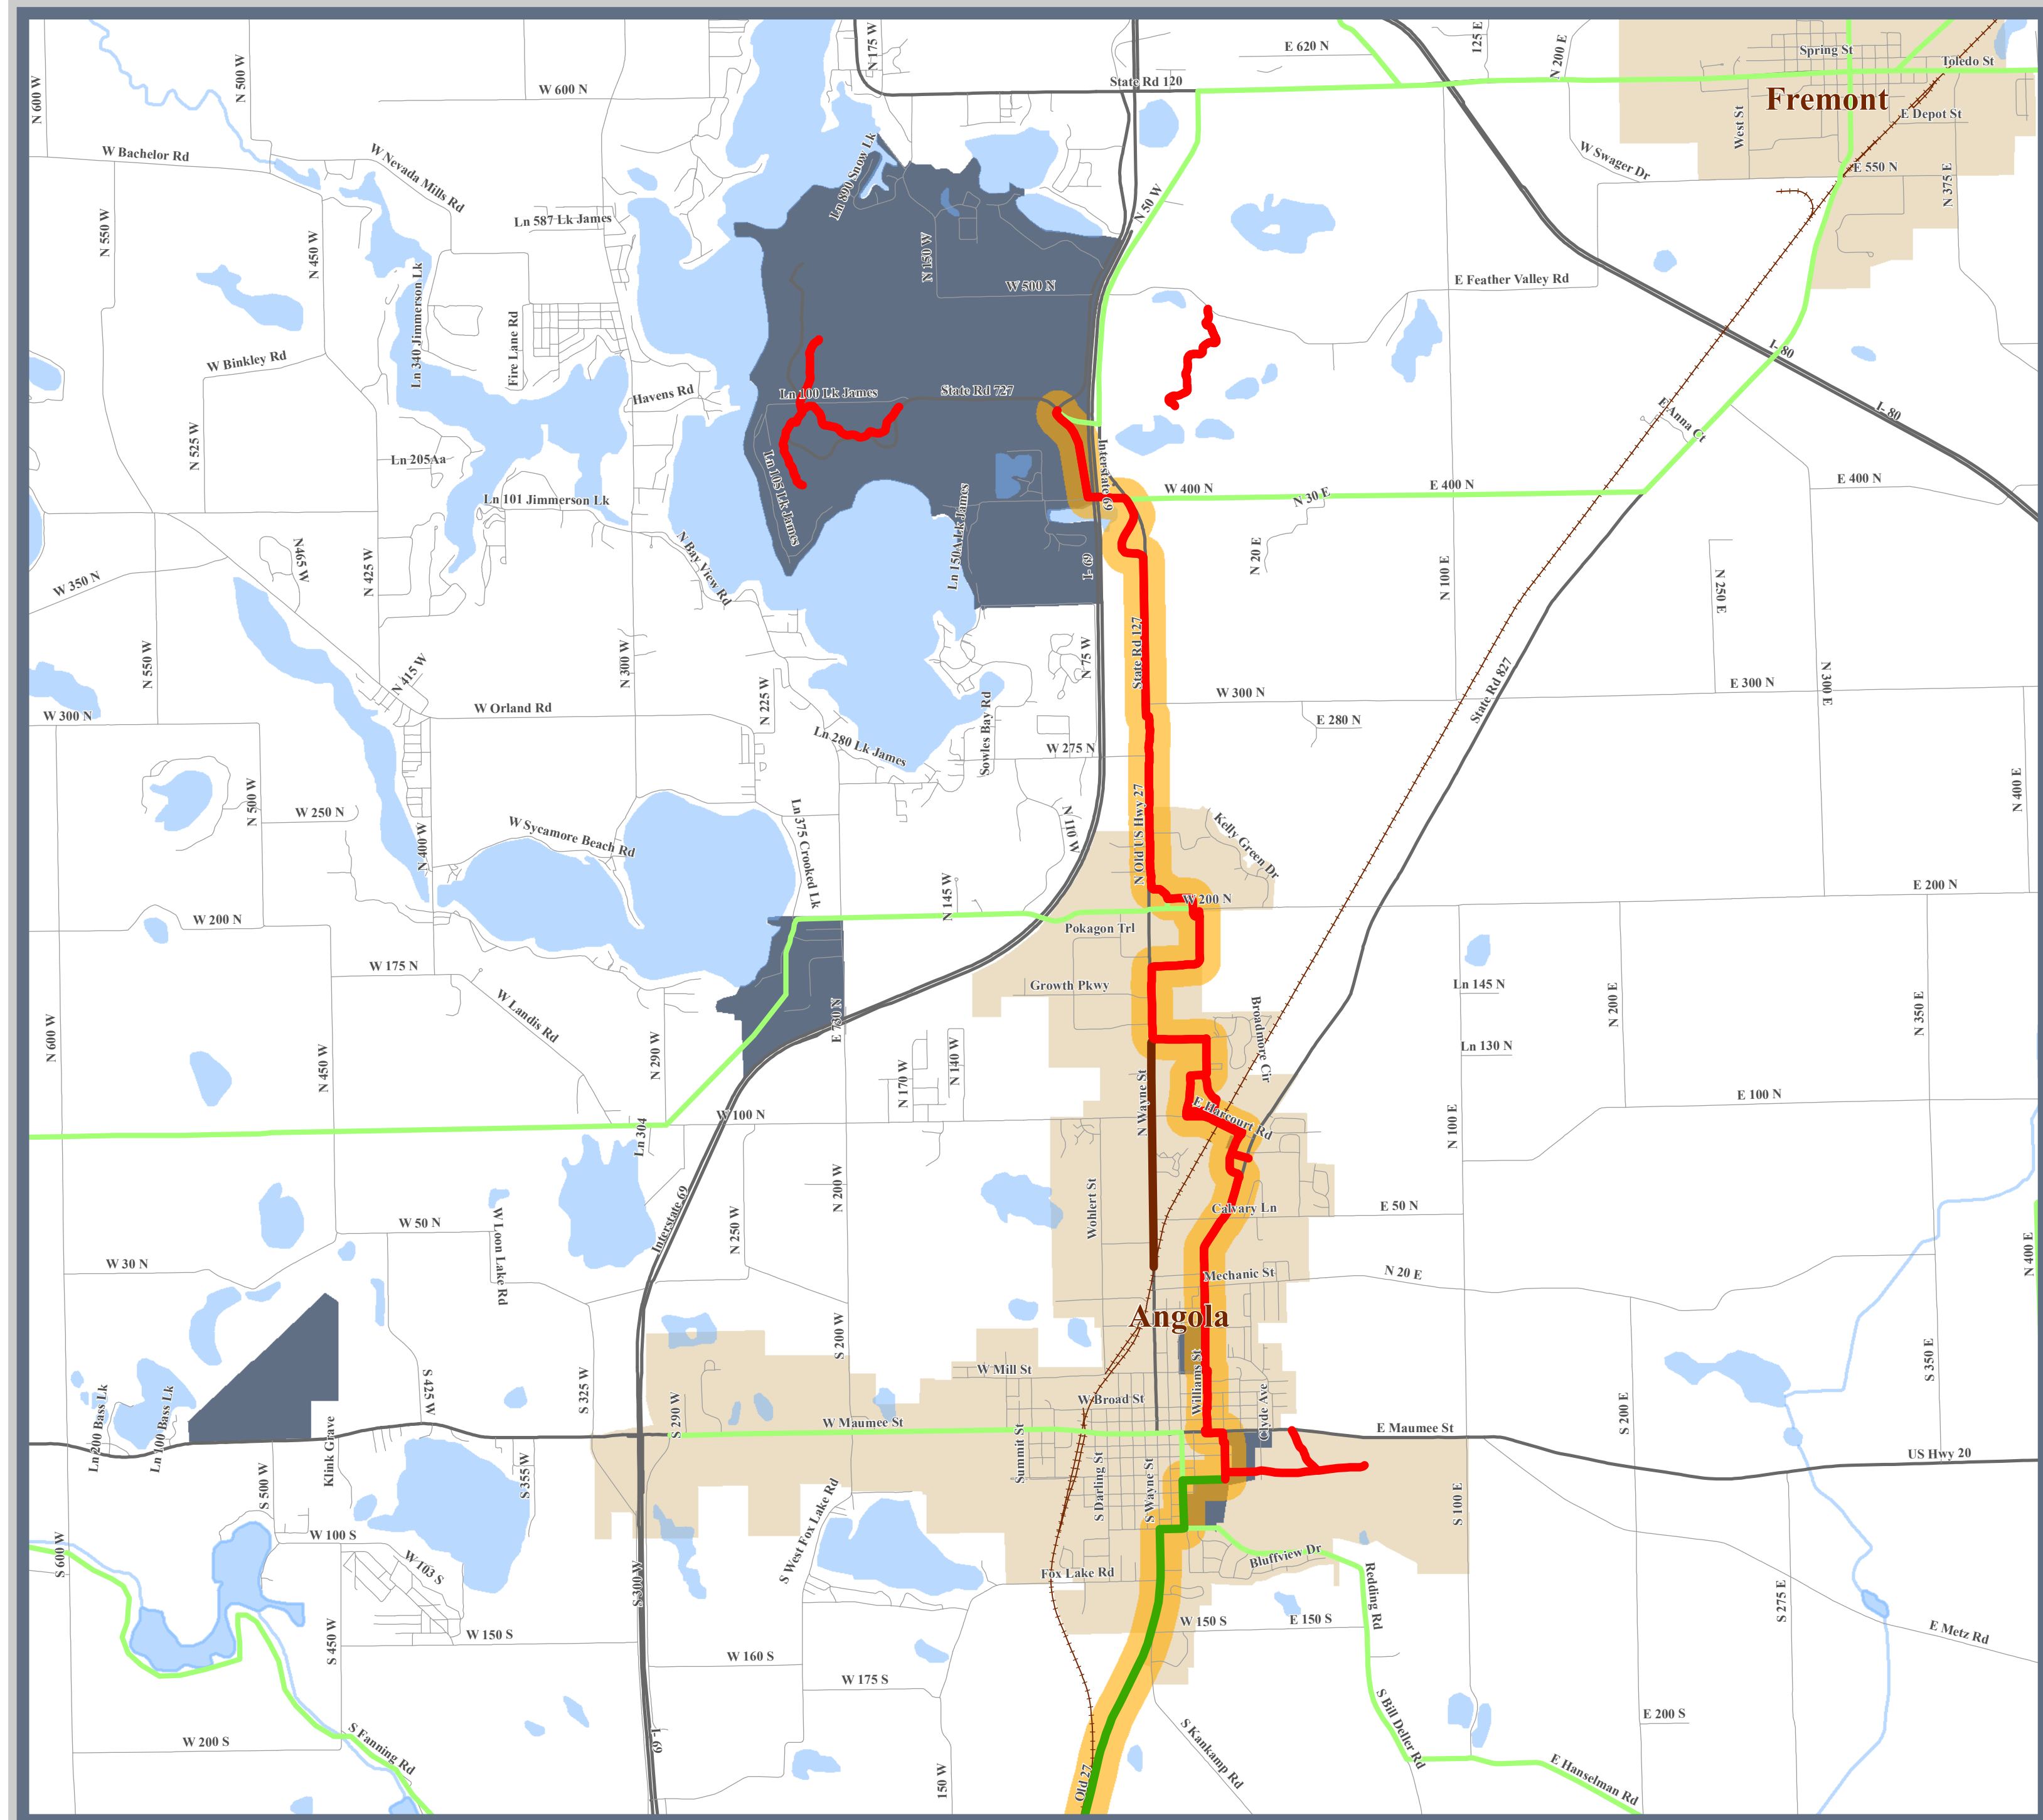 N 600 W
N 500 W
N 175 W
E 620 N
125 E
N 200 E
Spring St
Toledo St
W 600 N
State Rd 120
Fremont
E Depot St
West St
W Bachelor Rd
W Nevada Mills Rd
Ln 890 Snow Lk
W Swager Dr
E 550 N
N 375 E
N 550 W
N 450 W
Ln 587 Lk James
N 150 W
N 50 W
W 500 N
E Feather Valley Rd
Ln 340 Jimmerson Lk
Fire Lane Rd
W Binkley Rd
Havens Rd
Ln 100 Lk James
State Rd 727
I- 80
I- 80
E Anna Ct
N 525 W
Ln 205Aa
Ln 101 Jimmerson Lk
Ln 105 Lk James
Ln 150A Lk James
Interstate 69
W 400 N
N 30 E
E 400 N
E 400 N
N 465 W
N 425 W
W 350 N
N Bay View Rd
I- 69
N 20 E
N 100 E
N 250 E
N 550 W
N 415 W
N 300 W
N 225 W
N 75 W
State Rd 127
State Rd 827
N 300 E
W 300 N
W Orland Rd
Ln 280 Lk James
Sowles Bay Rd
W 275 N
W 300 N
E 280 N
E 300 N
N 500 W
W 250 N
N 400 W
W Sycamore Beach Rd
Ln 375 Crooked Lk
N 110 W
N Old US Hwy 27
Kelly Green Dr
N 400 E
W 200 N
N 145 W
Pokagon Trl
W 200 N
E 200 N
W 175 N
Growth Pkwy
Ln 145 N
N 600 W
W Landis Rd
N 290 W
E 730 N
Broadmore Cir
N 200 E
N 350 E
N 450 W
N 170 W
N 140 W
Ln 130 N
Ln 304
W 100 N
N Wayne St
E Harcourt Rd
N 100 E
E 100 N
W 50 N
W Loon Lake Rd
Interstate 69
N 250 W
N 200 W
Wohlert St
Calvary Ln
E 50 N
W 30 N
Mechanic St
N 20 E
N 400 E
Angola
S 200 W
W Mill St
Williams St
S 350 E
Ln 200 Bass Lk
Ln 100 Bass Lk
S 425 W
S 325 W
S 290 W
W Maumee St
W Broad St
Clyde Ave
E Maumee St
S 200 E
US Hwy 20
Klink Grave
S 500 W
S 355 W
Summit St
S Darling St
S Wayne St
S 100 E
S 600 W
W 100 S
W 103 S
S 300 W
S West Fox Lake Rd
Fox Lake Rd
Bluffview Dr
Redding Rd
S 275 E
S 450 W
W 150 S
W 150 S
E 150 S
E Metz Rd
W 160 S
W 175 S
W 200 S
S Fanning Rd
I- 69
150 W
Old 27
S Kankamp Rd
S Bill Deller Rd
E 200 S
E Hanselman Rd